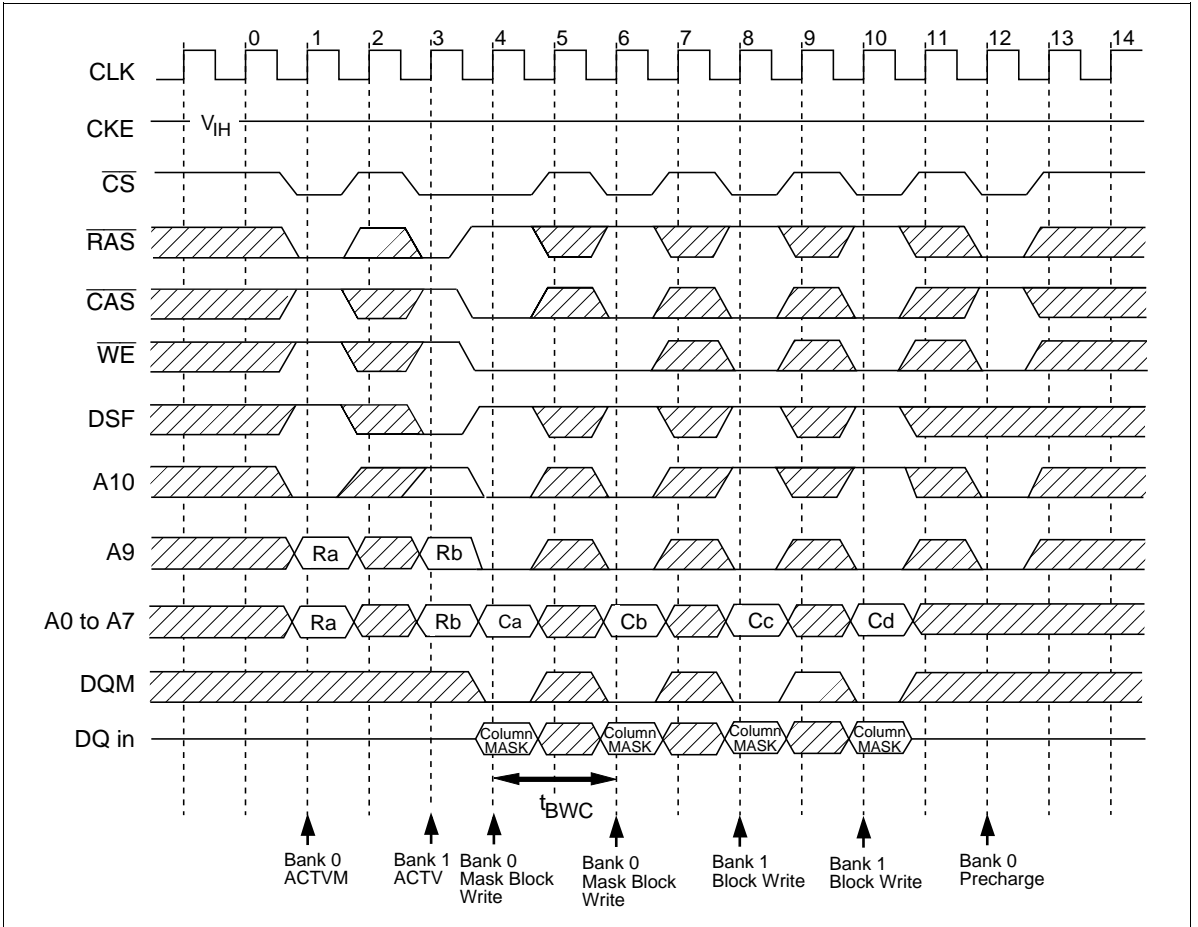 0 1 2 3 4 5 6 7 8 9 10 11 12 13 14
CLK
CKE VIH
CS
RAS
CAS
WE
DSF
A10
A9 Ra Rb
A0 to A7 Ra Rb Ca Cb Cc Cd
DQM
DQ in Column MASK Column MASK Column MASK Column MASK
tBWC
Bank 0
ACTVM
Bank 1
ACTV
Bank 0
Mask Block
Write
Bank 0
Mask Block
Write
Bank 1
Block Write
Bank 1
Block Write
Bank 0
Precharge